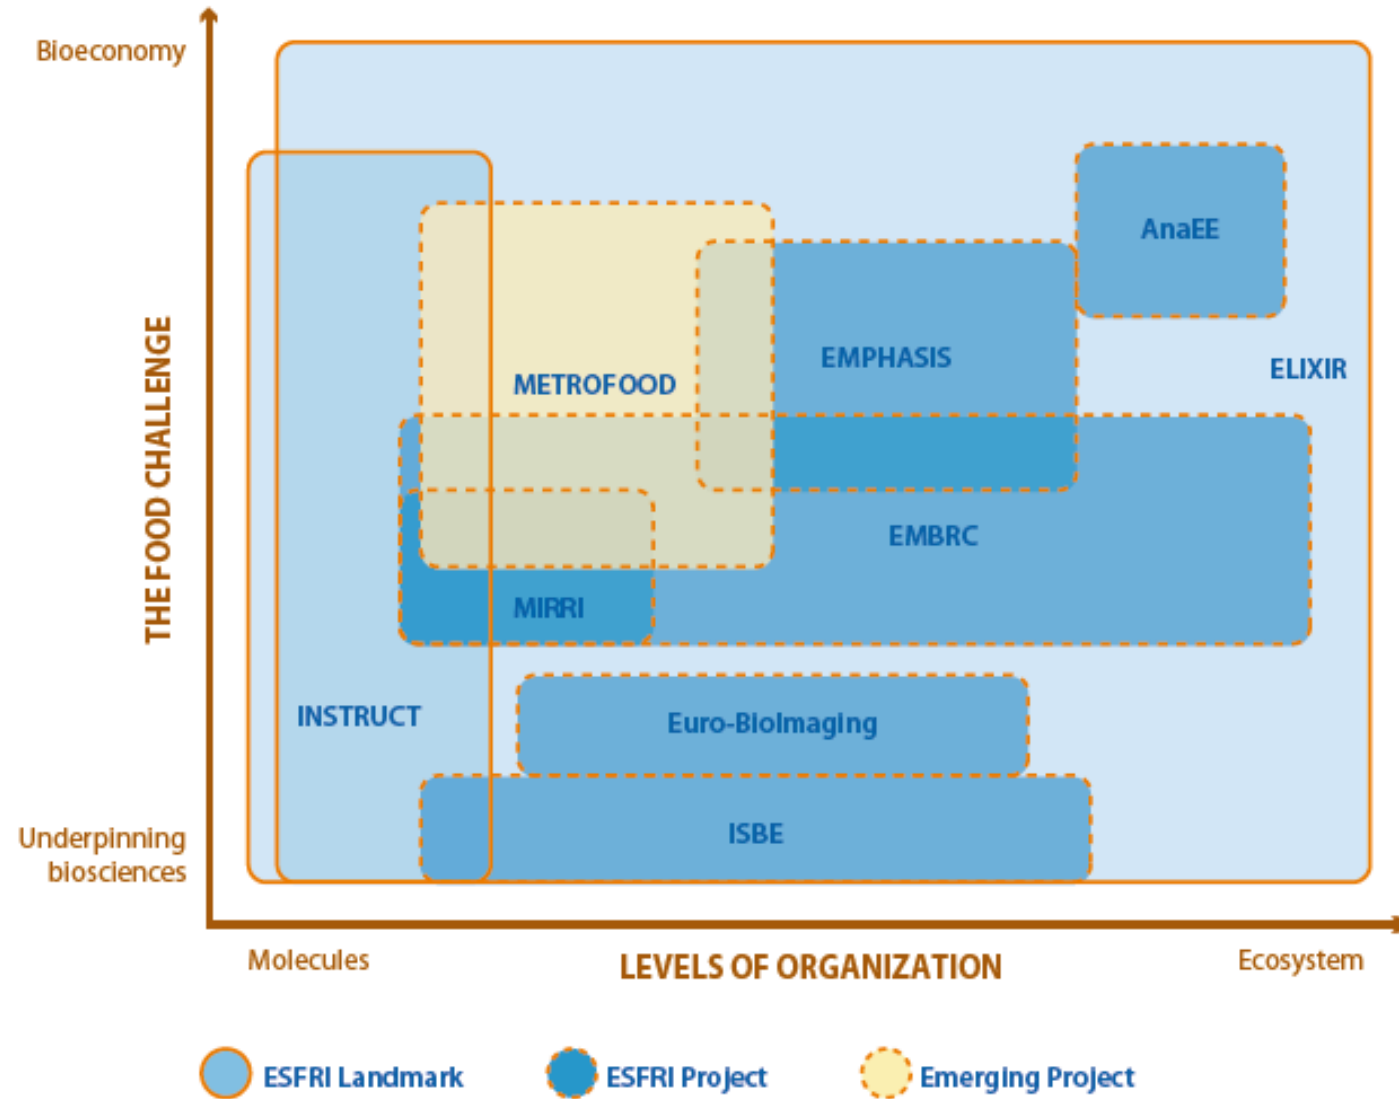 Bioeconomy
AnaEE
EMPHASIS
ELIXIR
METROFOOD
THE FOOD CHALLENGE
EMBRC
MIRRI
INSTRUCT
Euro-BioImaging
ISBE
Underpinning
biosciences
Molecules
LEVELS OF ORGANIZATION
Ecosystem
ESFRI Landmark
ESFRI Project
Emerging Project